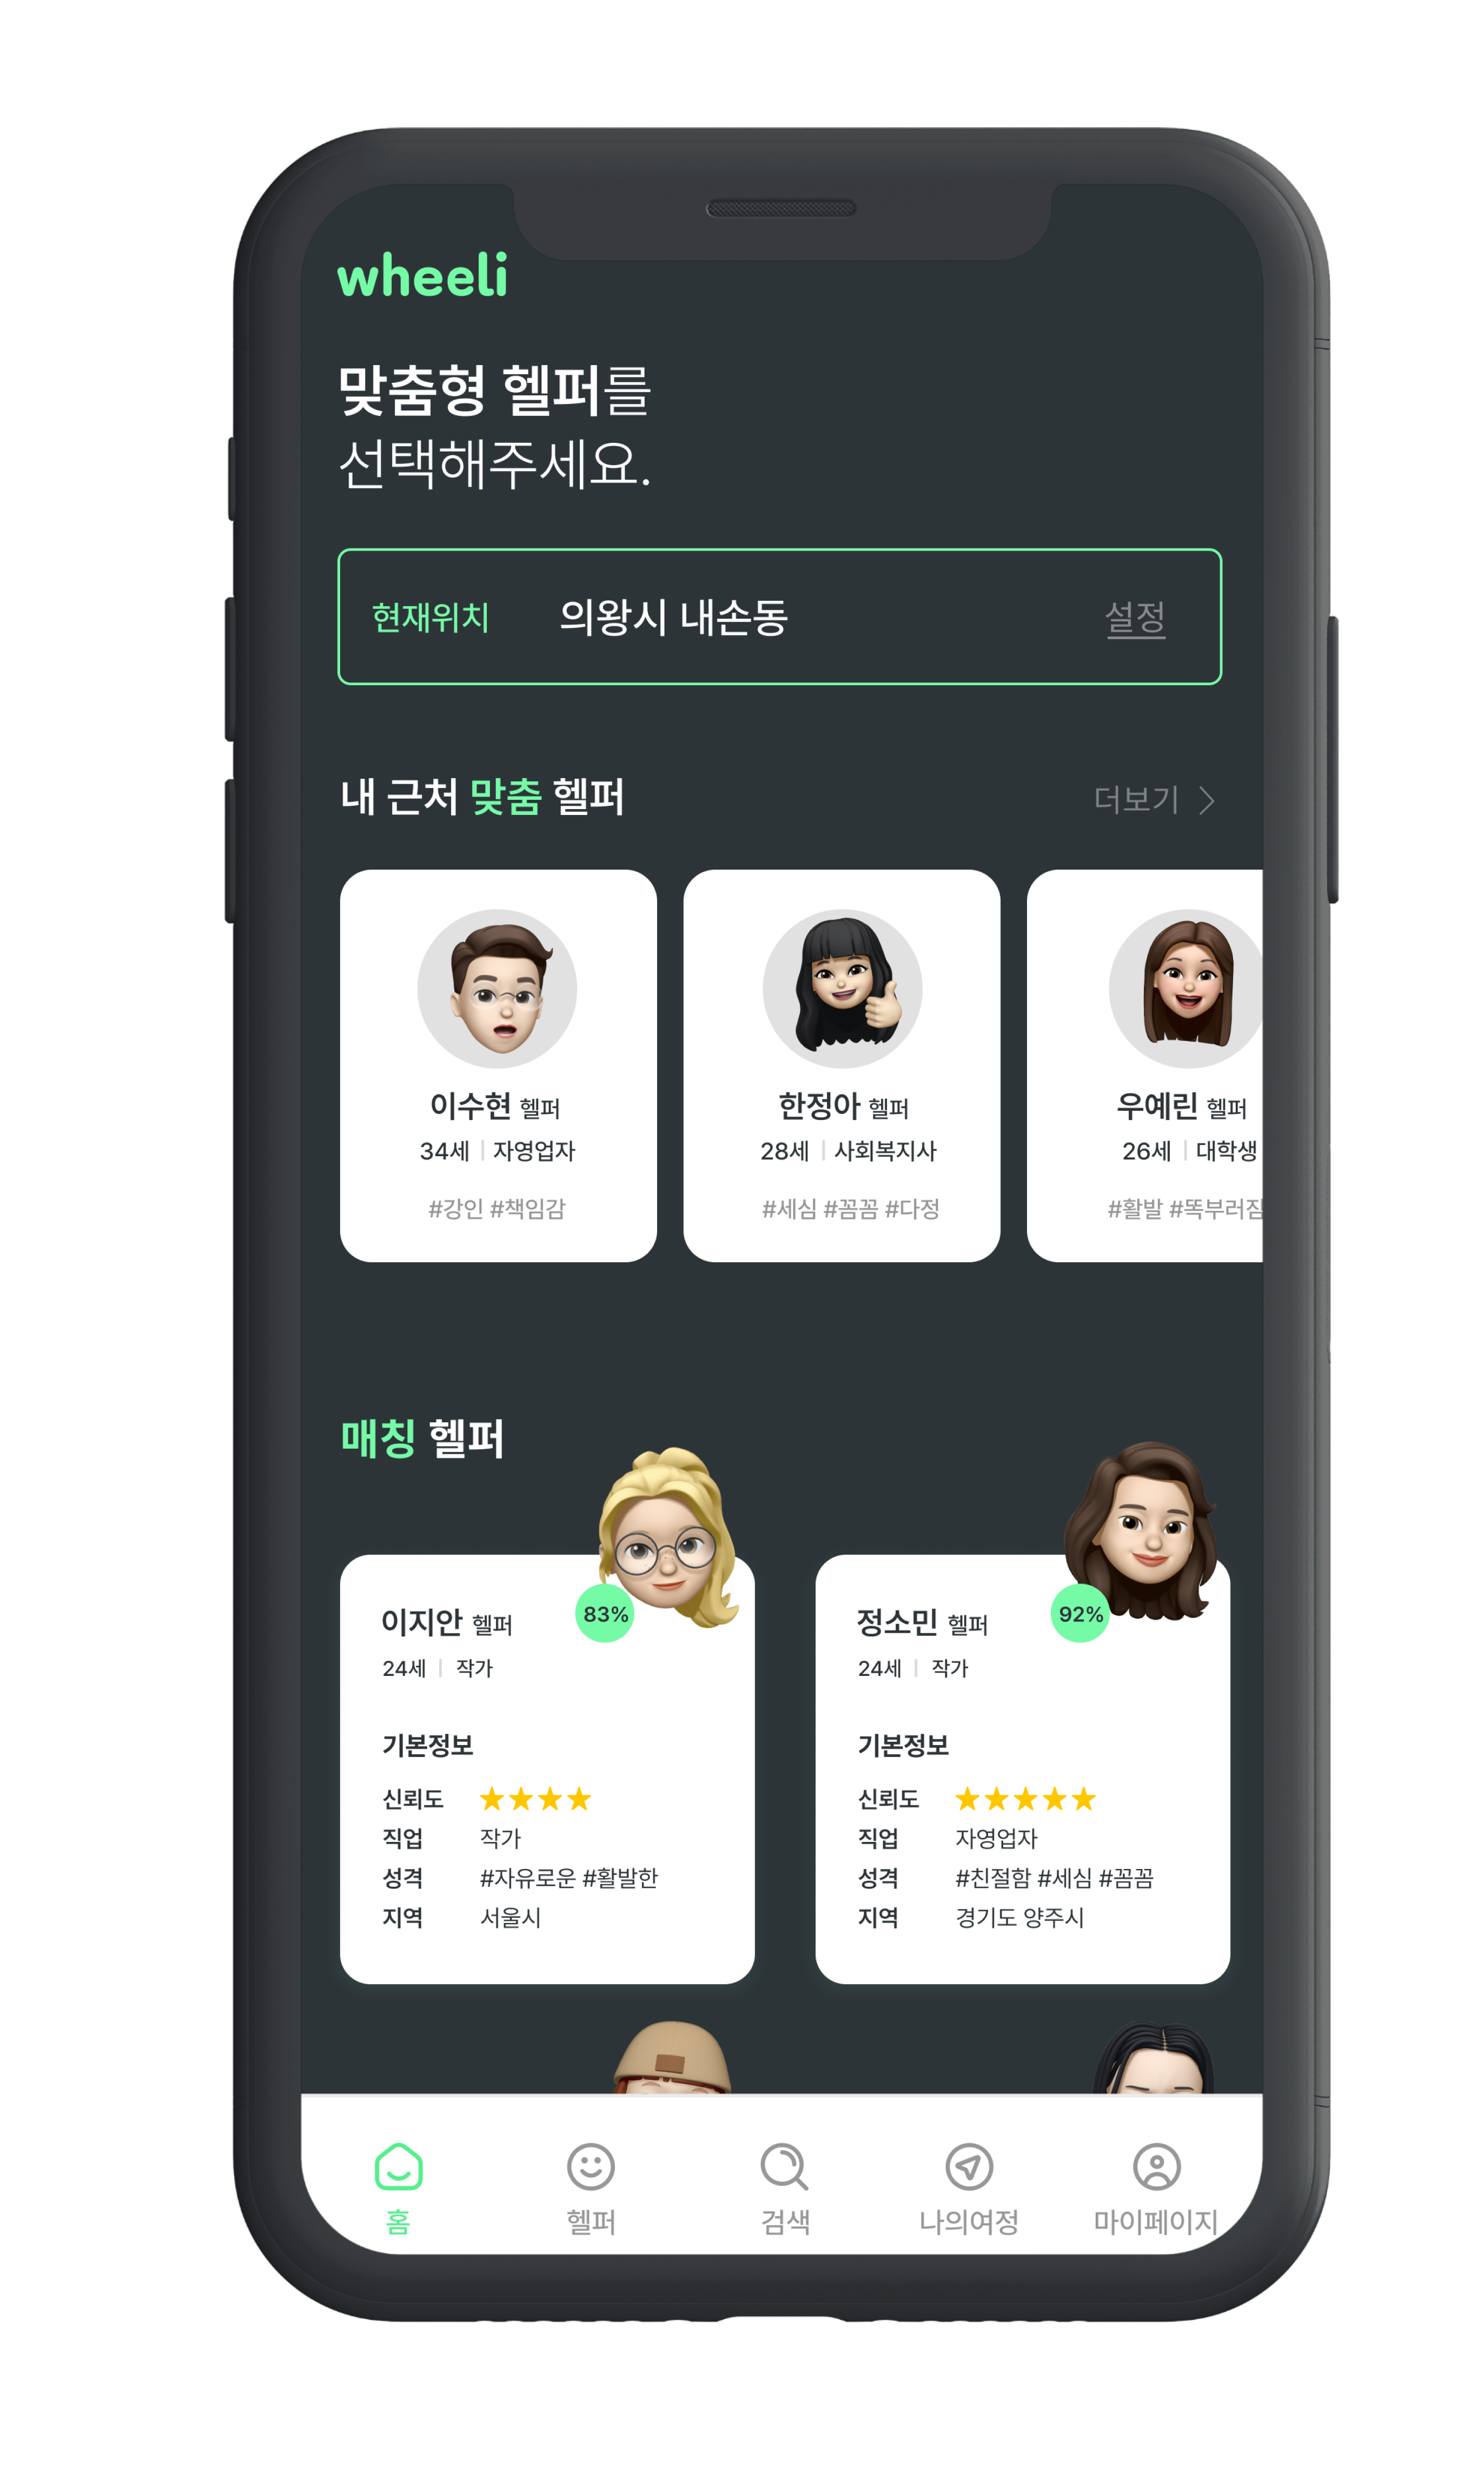 wheeli
맞춤형 헬퍼를
선택해주세요.
현재위치 의왕시 내손동 설정
내 근처 맞춤 헬퍼 더보기
이수현 헬퍼
34세 | 자영업자
#강인 #책임감
한정아 헬퍼
28세 | 사회복지사
#세심 #꼼꼼 #다정
우예린 헬퍼
26세 | 대학생
#활발 #똑부러짐
매칭 헬퍼
이지안 헬퍼 83%
24세 | 작가
기본정보
신뢰도 ★★★★
직업 작가
성격 #자유로운 #활발한
지역 서울시
정소민 헬퍼 92%
24세 | 작가
기본정보
신뢰도 ★★★★★
직업 자영업자
성격 #친절함 #세심 #꼼꼼
지역 경기도 양주시
홈 헬퍼 검색 나의여정 마이페이지